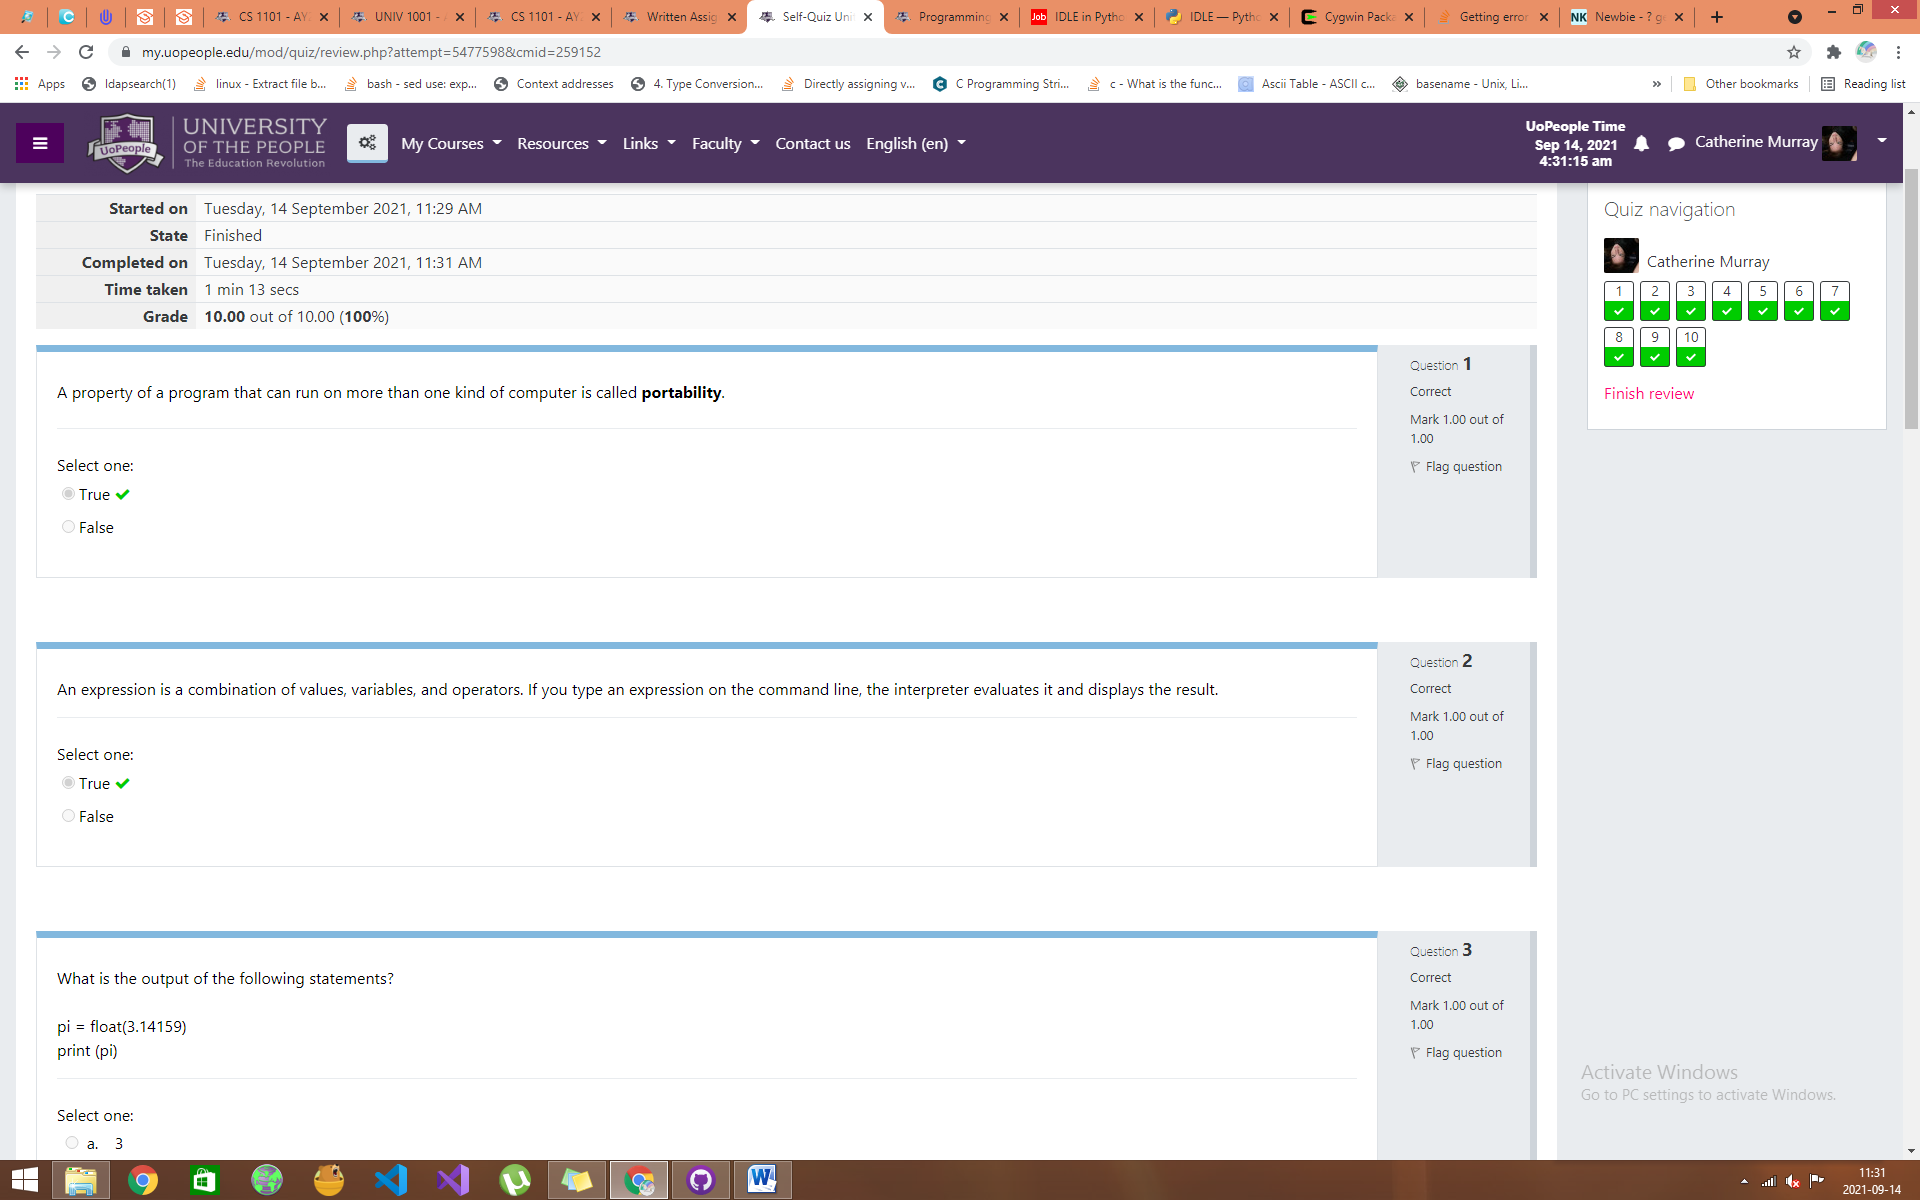 CS 1101 - AY
UNIV 1001 -
CS 1101 - AY
Written Assig
Self-Quiz Uni
Programming
Job
IDLE in Pytho
IDLE — Pytho
Cygwin Packa
Getting error
NK
Newbie - ?
my.uopeople.edu/mod/quiz/review.php?attempt=5477598&cmid=259152
Apps
ldapsearch(1)
linux - Extract file b...
bash - sed use: exp...
Context addresses
4. Type Conversion...
Directly assigning v...
C Programming Stri...
c - What is the func...
Ascii Table - ASCII c...
basename - Unix, Li...
»
Other bookmarks
Reading list
UoPeople
UNIVERSITY
OF THE PEOPLE
The Education Revolution
My Courses
Resources
Links
Faculty
Contact us
English (en)
UoPeople Time
Sep 14, 2021
4:31:15 am
Catherine Murray
Started on Tuesday, 14 September 2021, 11:29 AM
State Finished
Completed on Tuesday, 14 September 2021, 11:31 AM
Time taken 1 min 13 secs
Grade 10.00 out of 10.00 (100%)
Quiz navigation
Catherine Murray
1 2 3 4 5 6 7
8 9 10
Finish review
A property of a program that can run on more than one kind of computer is called portability.
Select one:
True
False
Question 1
Correct
Mark 1.00 out of
1.00
Flag question
An expression is a combination of values, variables, and operators. If you type an expression on the command line, the interpreter evaluates it and displays the result.
Select one:
True
False
Question 2
Correct
Mark 1.00 out of
1.00
Flag question
What is the output of the following statements?
pi = float(3.14159)
print (pi)
Select one:
a. 3
Question 3
Correct
Mark 1.00 out of
1.00
Flag question
Activate Windows
Go to PC settings to activate Windows.
11:31
2021-09-14